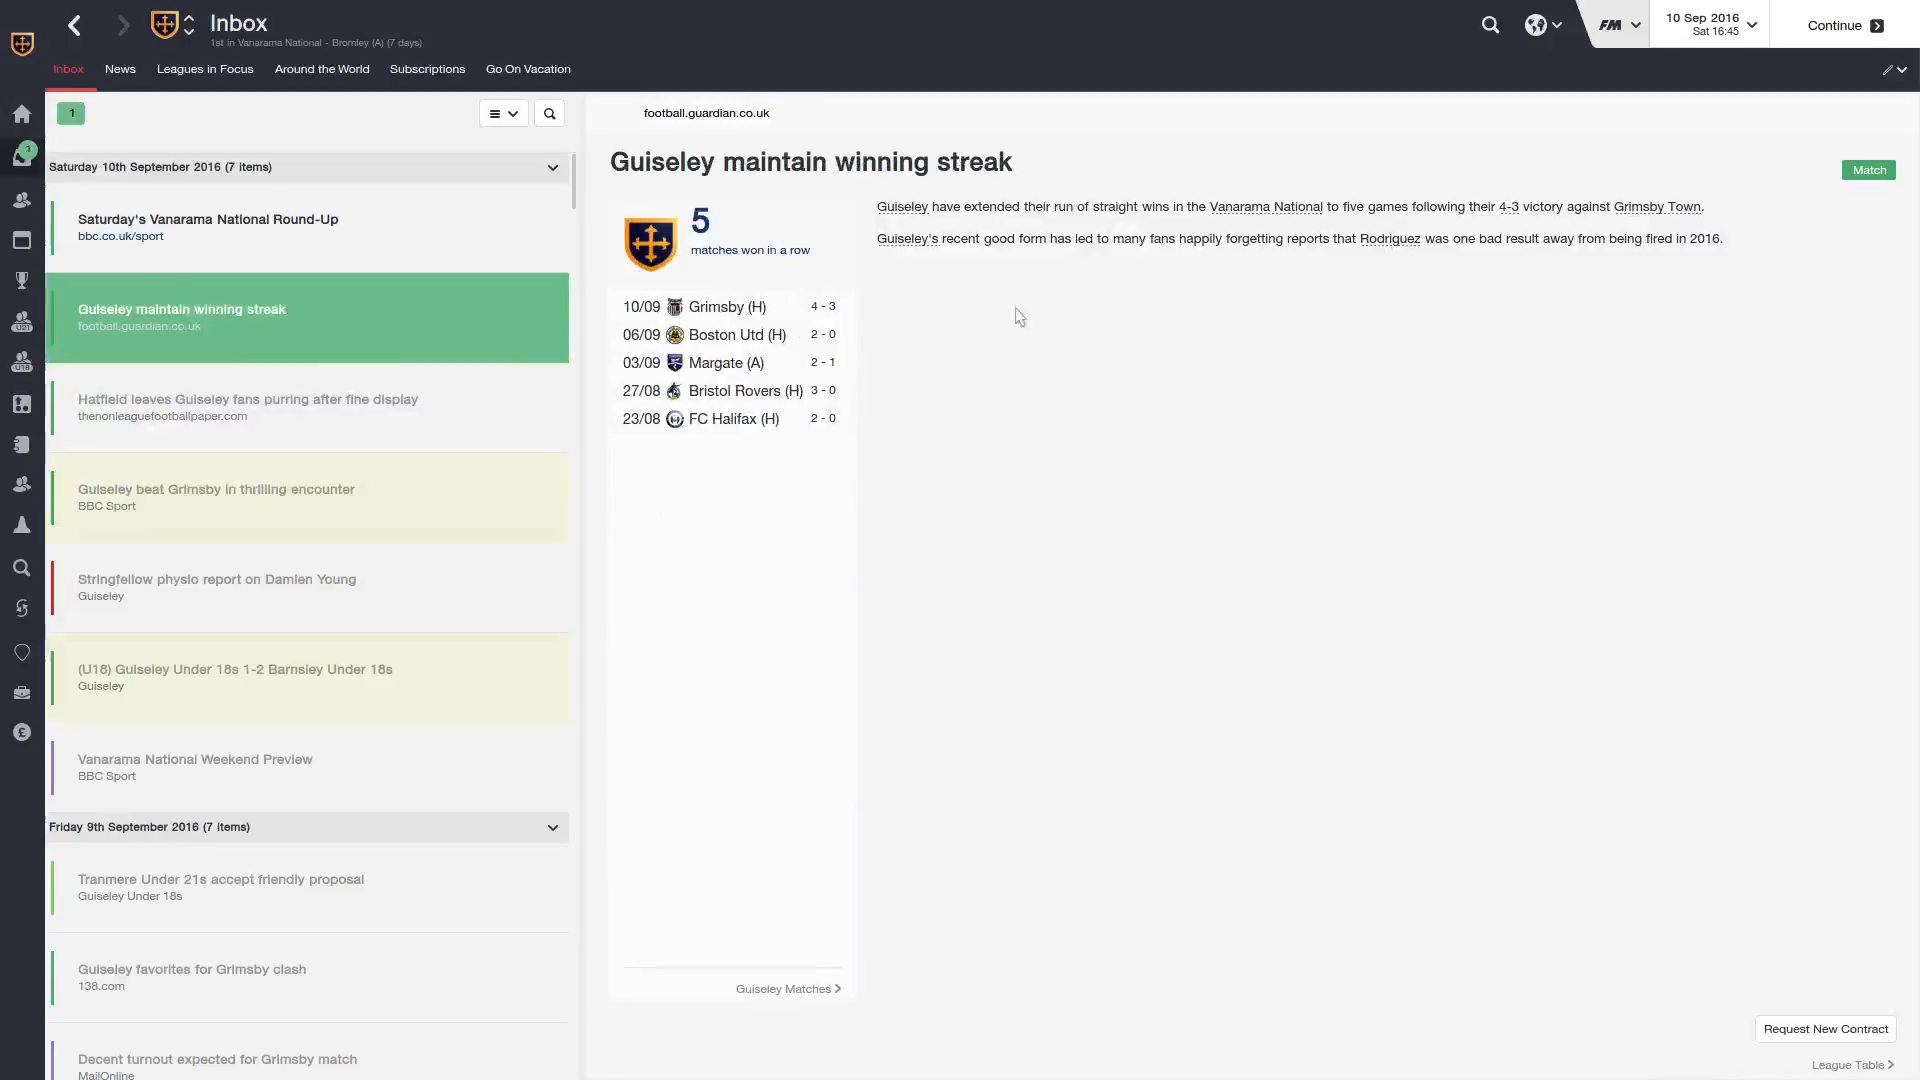 Inbox
1st in Vanarama National - Bromley (A) (7 days)
FM
10 Sep 2016
Sat 16:45
Continue
Inbox
News
Leagues in Focus
Around the World
Subscriptions
Go On Vacation
1
1
U21
U18
£
Saturday 10th September 2016 (7 items)
Saturday's Vanarama National Round-Up
bbc.co.uk/sport
Guiseley maintain winning streak
football.guardian.co.uk
Hatfield leaves Guiseley fans purring after fine display
thenonleaguefootballpaper.com
Guiseley beat Grimsby in thrilling encounter
BBC Sport
Stringfellow physio report on Damien Young
Guiseley
(U18) Guiseley Under 18s 1-2 Barnsley Under 18s
Guiseley
Vanarama National Weekend Preview
BBC Sport
Friday 9th September 2016 (7 items)
Tranmere Under 21s accept friendly proposal
Guiseley Under 18s
Guiseley favorites for Grimsby clash
138.com
Decent turnout expected for Grimsby match
MailOnline
football.guardian.co.uk
Guiseley maintain winning streak
Match
5
matches won in a row
10/09 Grimsby (H) 4 - 3
06/09 Boston Utd (H) 2 - 0
03/09 Margate (A) 2 - 1
27/08 Bristol Rovers (H) 3 - 0
23/08 FC Halifax (H) 2 - 0
Guiseley Matches
Guiseley have extended their run of straight wins in the Vanarama National to five games following their 4-3 victory against Grimsby Town.
Guiseley's recent good form has led to many fans happily forgetting reports that Rodriguez was one bad result away from being fired in 2016.
Request New Contract
League Table